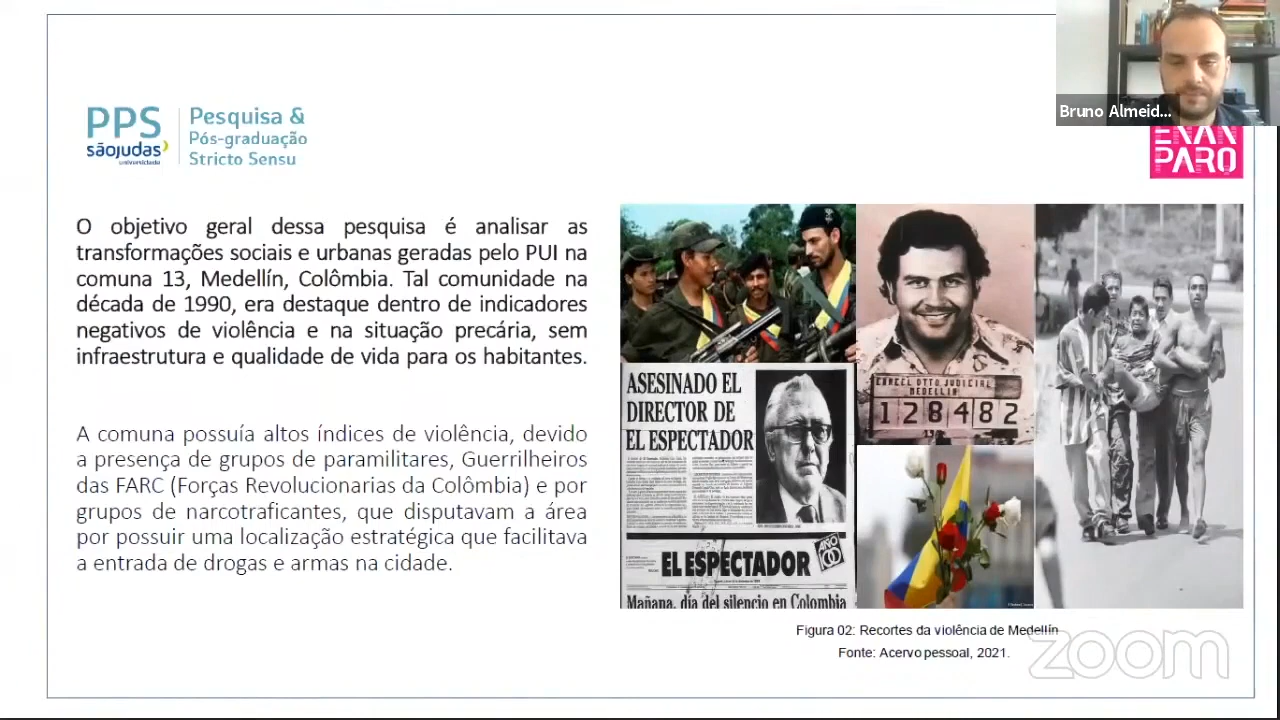 Bruno Almeid...
ENAN
PARQ
PPS
sãojudas
universidade
Pesquisa &
Pós-graduação
Stricto Sensu
O objetivo geral dessa pesquisa é analisar as
transformações sociais e urbanas geradas pelo PUI na
comuna 13, Medellín, Colômbia. Tal comunidade na
década de 1990, era destaque dentro de indicadores
negativos de violência e na situação precária, sem
infraestrutura e qualidade de vida para os habitantes.
A comuna possuía altos índices de violência, devido
a presença de grupos de paramilitares, Guerrilheiros
das FARC (Forças Revolucionarias da Colômbia) e por
grupos de narcotraficantes, que disputavam a área
por possuir uma localização estratégica que facilitava
a entrada de drogas e armas na cidade.
CARCEL DTTO JUDICIAL
MEDELLIN
128482
ASESINADO EL
DIRECTOR DE
EL ESPECTADOR
EL ESPECTADOR
AÑO
100
Mañana, día del silencio en Colombia
Figura 02: Recortes da violência de Medellín
Fonte: Acervo pessoal, 2021.
zoom